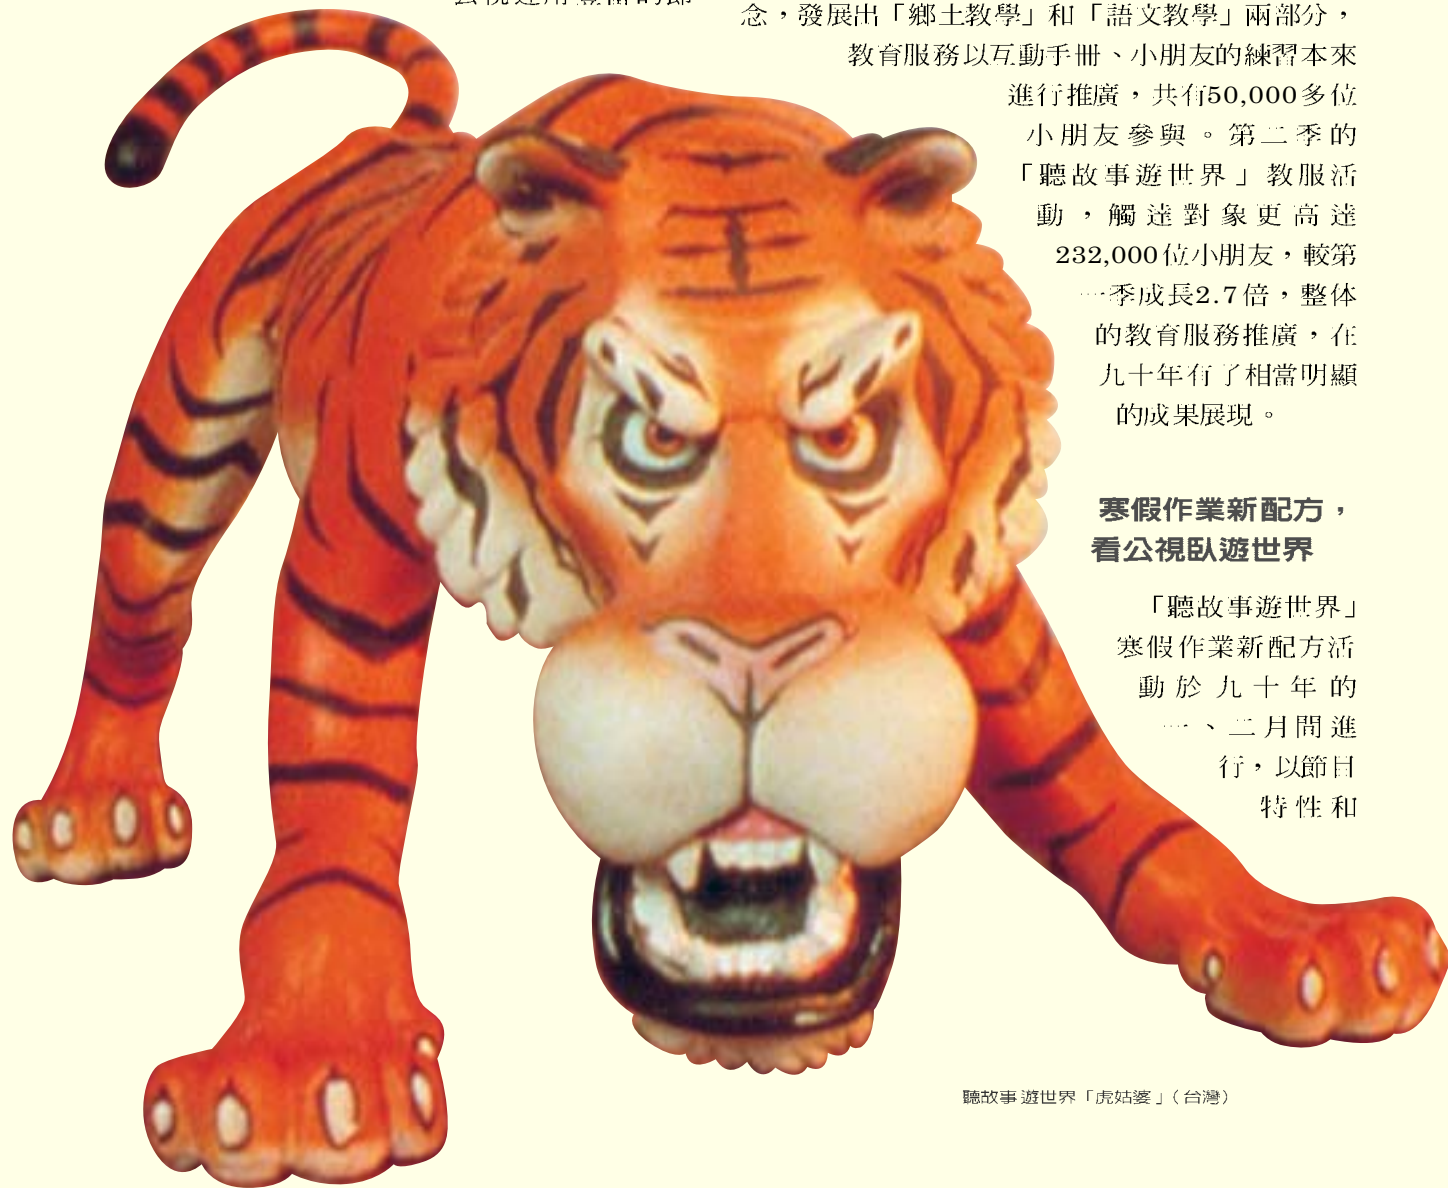 念，發展出「鄉土教學」和「語文教學」兩部分，
教育服務以互動手冊、小朋友的練習本來
進行推廣，共有50,000多位
小朋友參與。第二季的
「聽故事遊世界」教服活
動，觸達對象更高達
232,000位小朋友，較第
一季成長2.7倍，整体
的教育服務推廣，在
九十年有了相當明顯
的成果展現。
寒假作業新配方，
看公視臥遊世界
「聽故事遊世界」
寒假作業新配方活
動於九十年的
一、二月間進
行，以節目
特性和
聽故事遊世界「虎姑婆」（台灣）